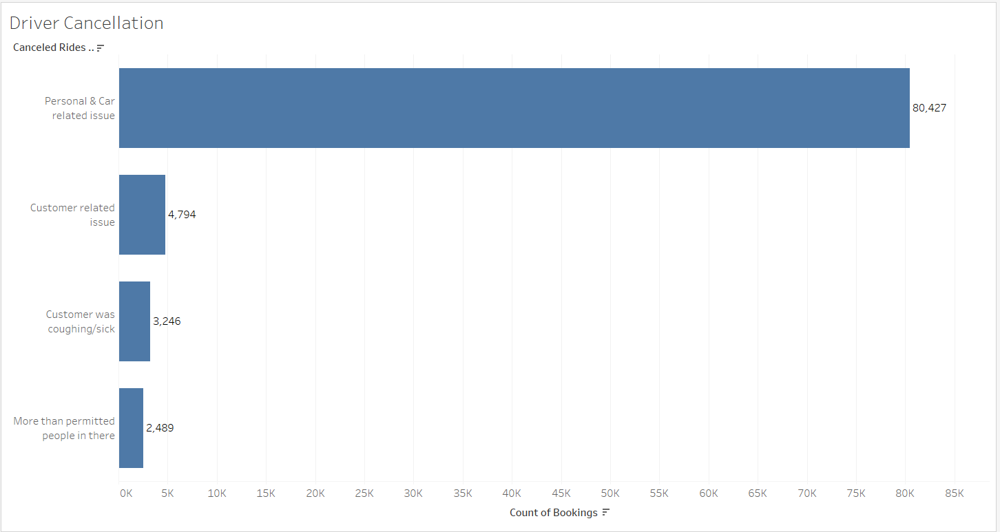 Driver Cancellation
Canceled Rides ..
Personal & Car
related issue
80,427
Customer related
issue
4,794
Customer was
coughing/sick
3,246
More than permitted
people in there
2,489
0K 5K 10K 15K 20K 25K 30K 35K 40K 45K 50K 55K 60K 65K 70K 75K 80K 85K
Count of Bookings